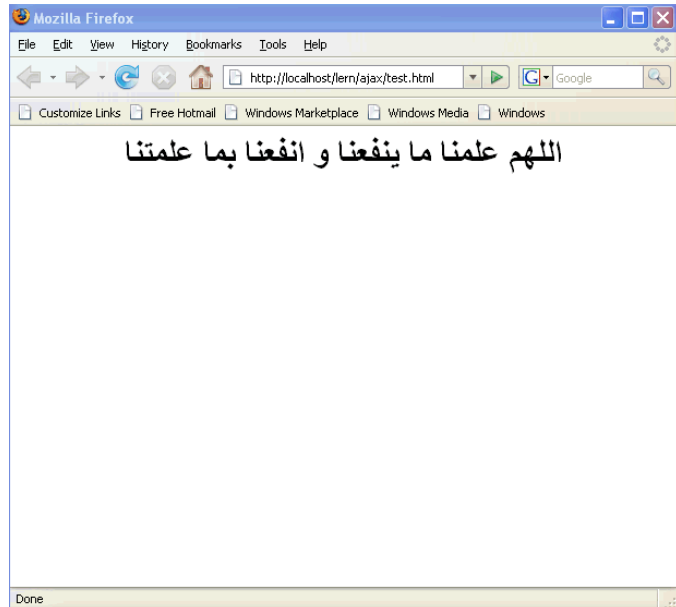 Mozilla Firefox
File Edit View History Bookmarks Tools Help
http://localhost/lern/ajax/test.html G Google
Customize Links Free Hotmail Windows Marketplace Windows Media Windows
اللهم علمنا ما ينفعنا و انفعنا بما علمتنا
Done